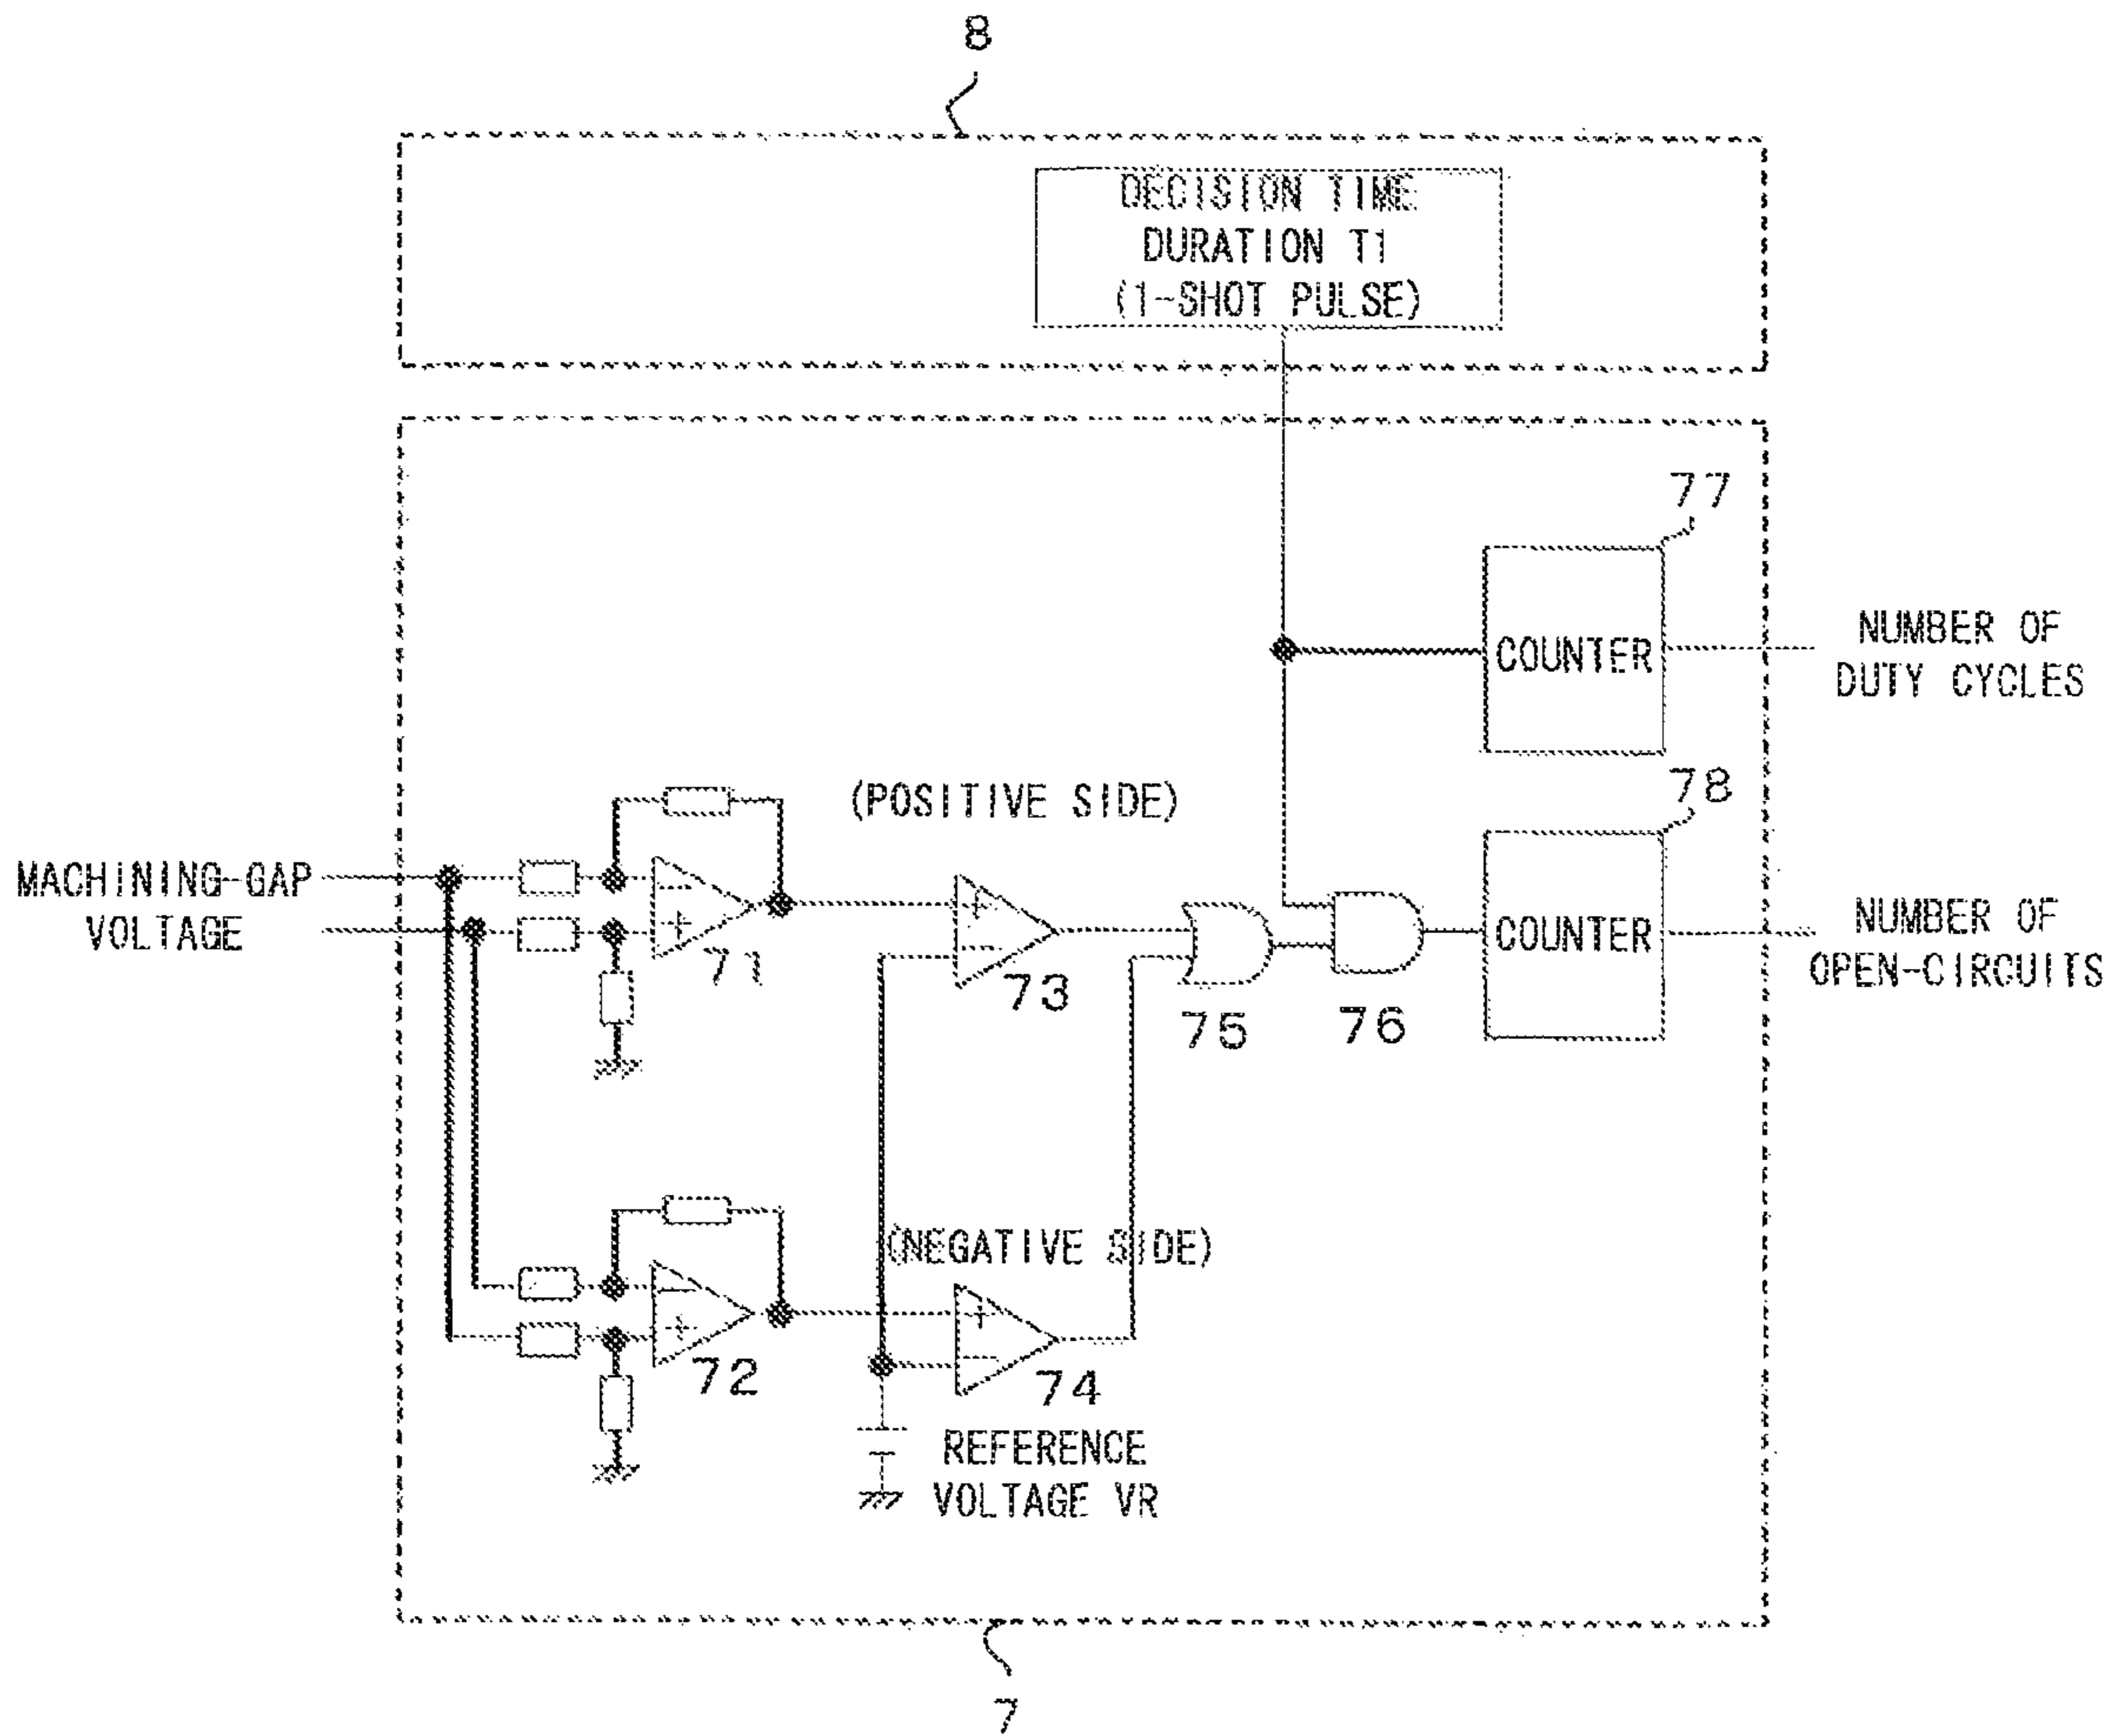 8
DECISION TIME
DURATION T1
(1-SHOT PULSE)
77
COUNTER
NUMBER OF
DUTY CYCLES
78
(POSITIVE SIDE)
MACHINING-GAP
VOLTAGE
−
+
71
+
−
73
75
76
COUNTER
NUMBER OF
OPEN-CIRCUITS
(NEGATIVE SIDE)
−
+
72
+
−
74
REFERENCE
VOLTAGE VR
7